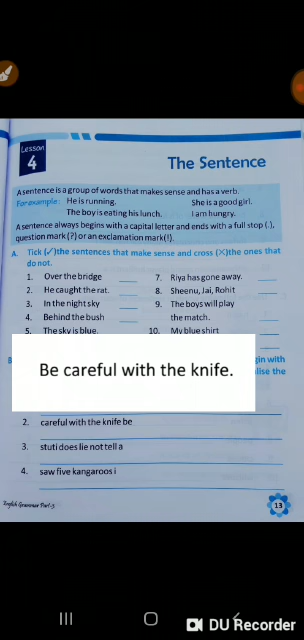 Lesson
4
The Sentence
A sentence is a group of words that makes sense and has a verb.
For example: He is running. She is a good girl.
The boy is eating his lunch. I am hungry.
A sentence always begins with a capital letter and ends with a full stop (.),
question mark (?) or an exclamation mark(!).
A. Tick (✓)the sentences that make sense and cross (X)the ones that
do not.
1. Over the bridge
2. He caught the rat.
3. In the night sky
4. Behind the bush
5. The sky is blue.
7. Riya has gone away.
8. Sheenu, Jai, Rohit
9. The boys will play
the match.
10. My blue shirt
B
gin with
alise the
Be careful with the knife.
2. careful with the knife be
3. stuti does lie not tell a
4. saw five kangaroos i
English Grammar Part-3
13
DU Recorder